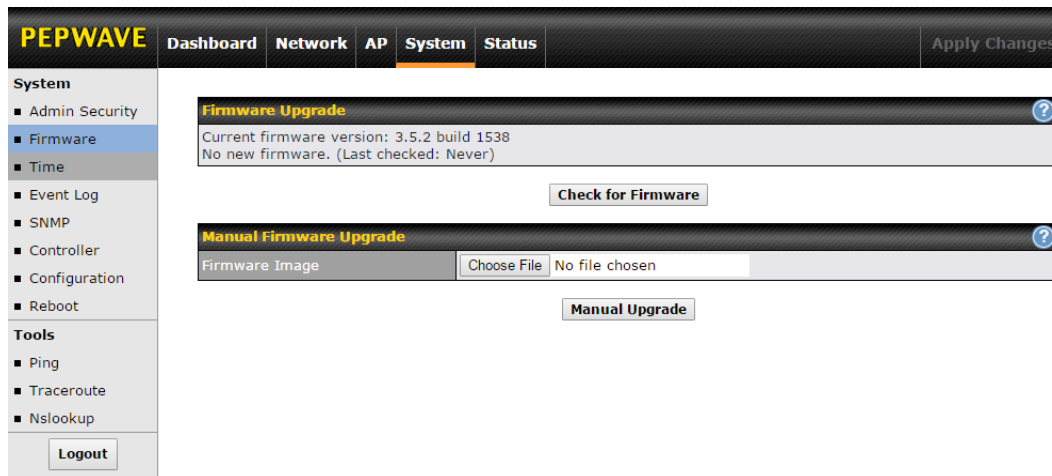 PEPWAVE
Dashboard Network AP System Status Apply Changes
System
Admin Security
Firmware
Time
Event Log
SNMP
Controller
Configuration
Reboot
Tools
Ping
Traceroute
Nslookup
Logout
Firmware Upgrade ?
Current firmware version: 3.5.2 build 1538
No new firmware. (Last checked: Never)
Check for Firmware
Manual Firmware Upgrade ?
Firmware Image Choose File No file chosen
Manual Upgrade